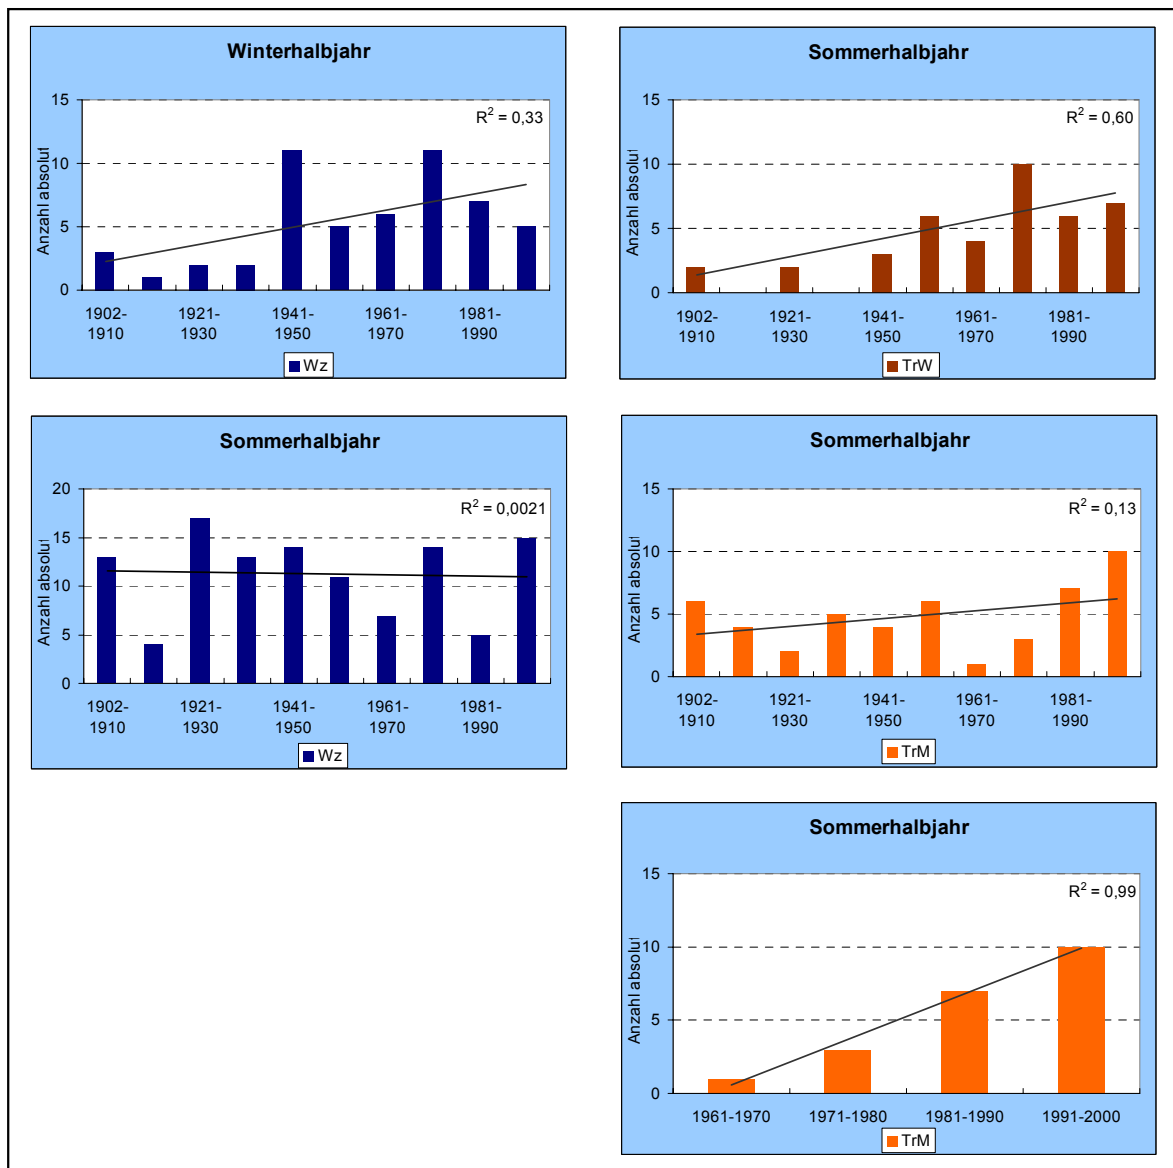 Winterhalbjahr
Anzahl absolut
15
10
5
0
R² = 0,33
1902-1910
1921-1930
1941-1950
1961-1970
1981-1990
Wz
Sommerhalbjahr
Anzahl absolut
15
10
5
0
R² = 0,60
1902-1910
1921-1930
1941-1950
1961-1970
1981-1990
TrW
Sommerhalbjahr
Anzahl absolut
20
15
10
5
0
R² = 0,0021
1902-1910
1921-1930
1941-1950
1961-1970
1981-1990
Wz
Sommerhalbjahr
Anzahl absolut
15
10
5
0
R² = 0,13
1902-1910
1921-1930
1941-1950
1961-1970
1981-1990
TrM
Sommerhalbjahr
Anzahl absolut
15
10
5
0
R² = 0,99
1961-1970
1971-1980
1981-1990
1991-2000
TrM